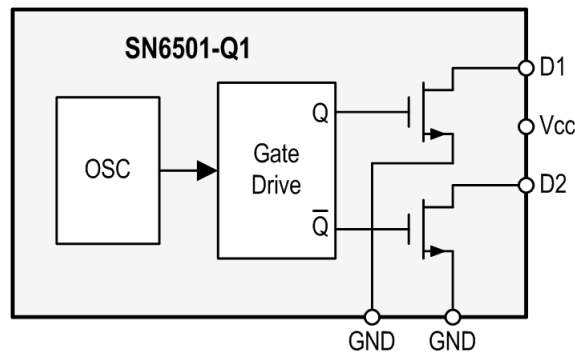 SN6501-Q1
D1
Q
Vcc
OSC
Gate
Drive
D2
Q̅
GND
GND